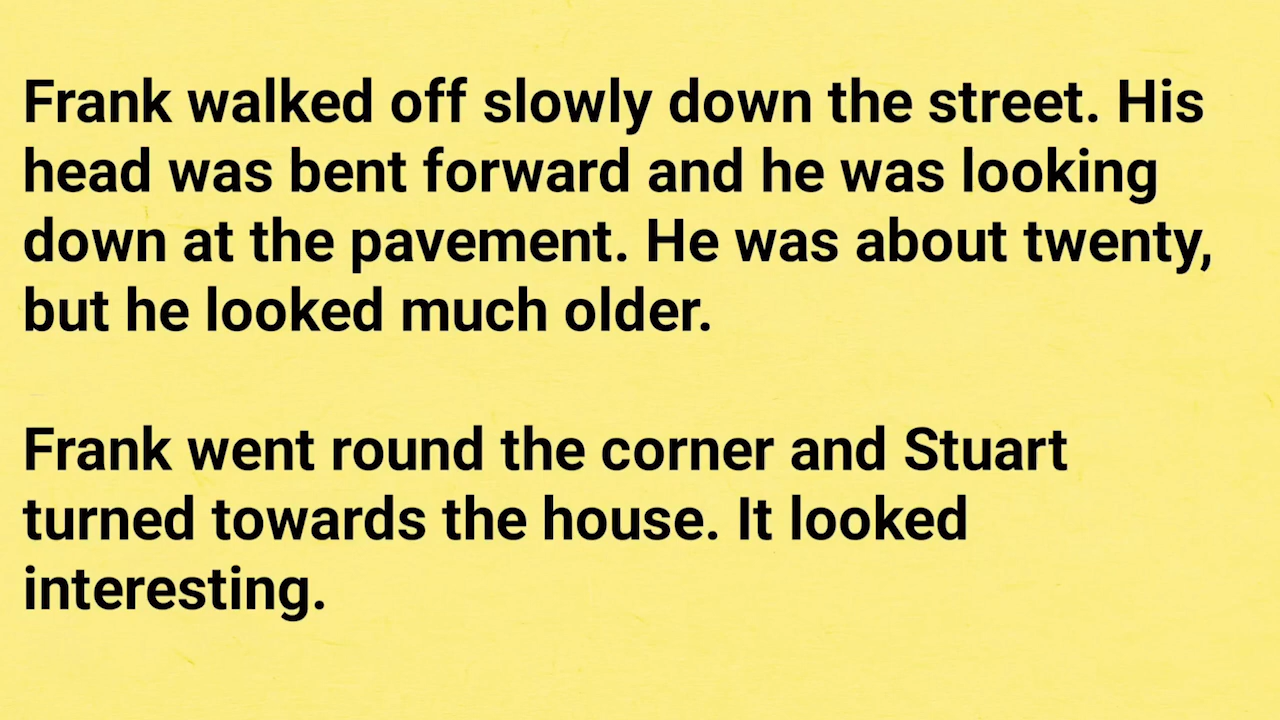 Frank walked off slowly down the street. His
head was bent forward and he was looking
down at the pavement. He was about twenty,
but he looked much older.
Frank went round the corner and Stuart
turned towards the house. It looked
interesting.